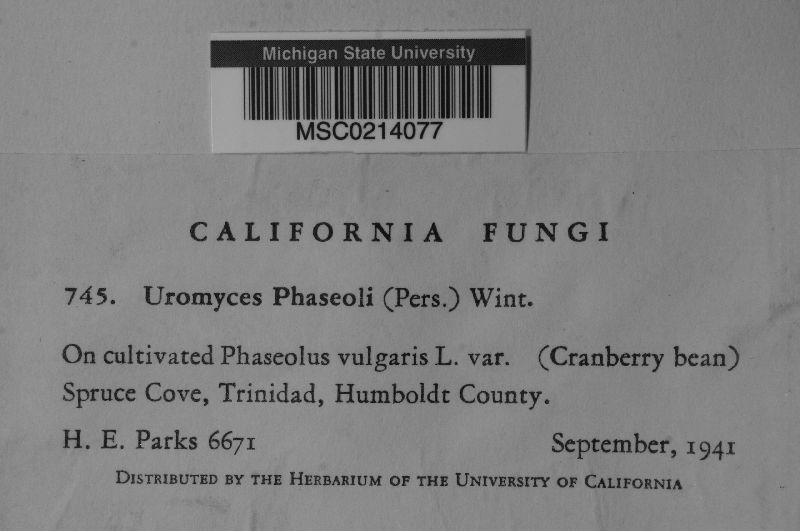 Michigan State University
MSC0214077
CALIFORNIA FUNGI
745. Uromyces Phaseoli (Pers.) Wint.
On cultivated Phaseolus vulgaris L. var. (Cranberry bean)
Spruce Cove, Trinidad, Humboldt County.
H. E. Parks 6671 September, 1941
DISTRIBUTED BY THE HERBARIUM OF THE UNIVERSITY OF CALIFORNIA